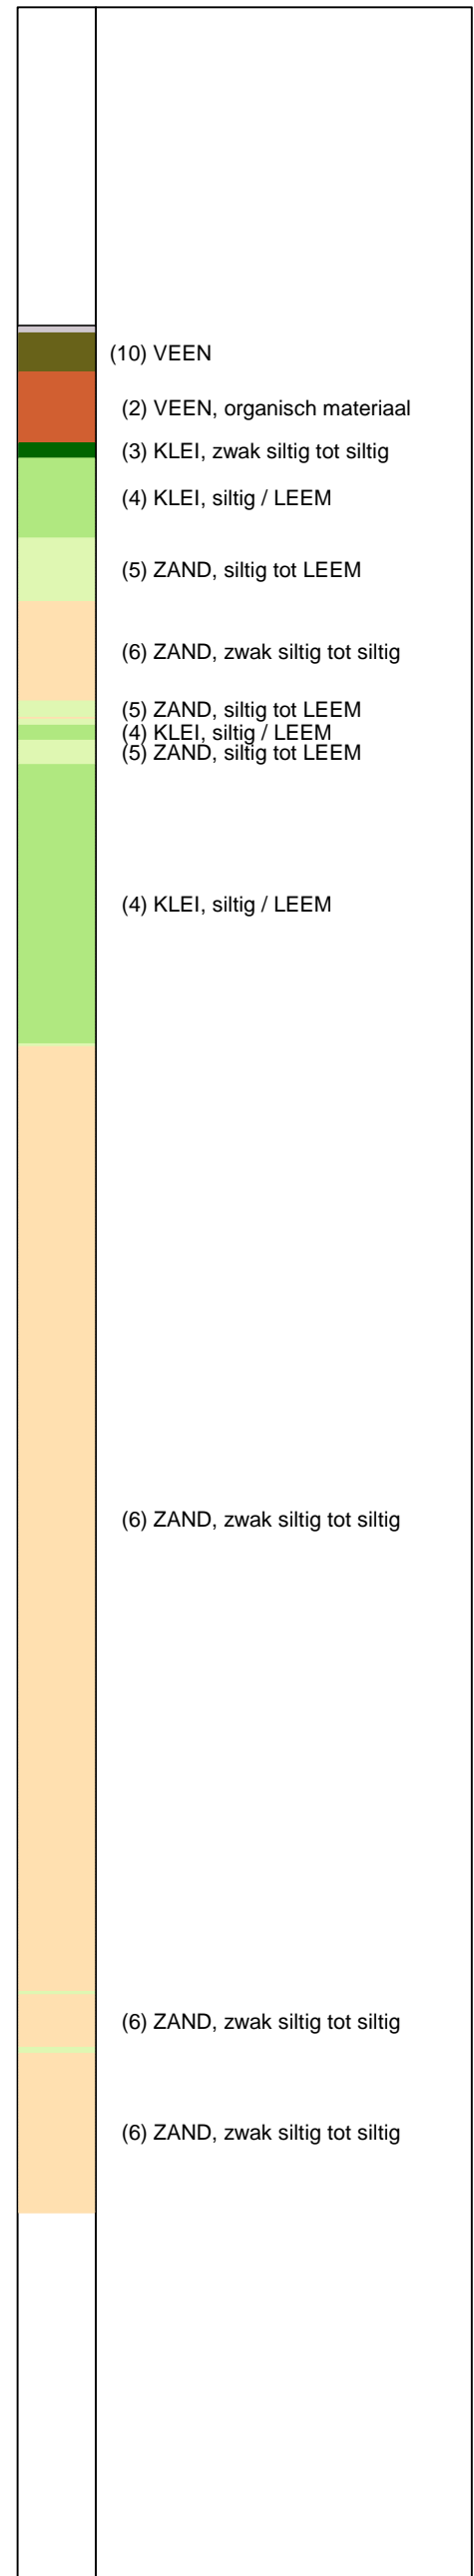 (10) VEEN
(2) VEEN, organisch materiaal
(3) KLEI, zwak siltig tot siltig
(4) KLEI, siltig / LEEM
(5) ZAND, siltig tot LEEM
(6) ZAND, zwak siltig tot siltig
(5) ZAND, siltig tot LEEM
(4) KLEI, siltig / LEEM
(5) ZAND, siltig tot LEEM
(4) KLEI, siltig / LEEM
(6) ZAND, zwak siltig tot siltig
(6) ZAND, zwak siltig tot siltig
(6) ZAND, zwak siltig tot siltig